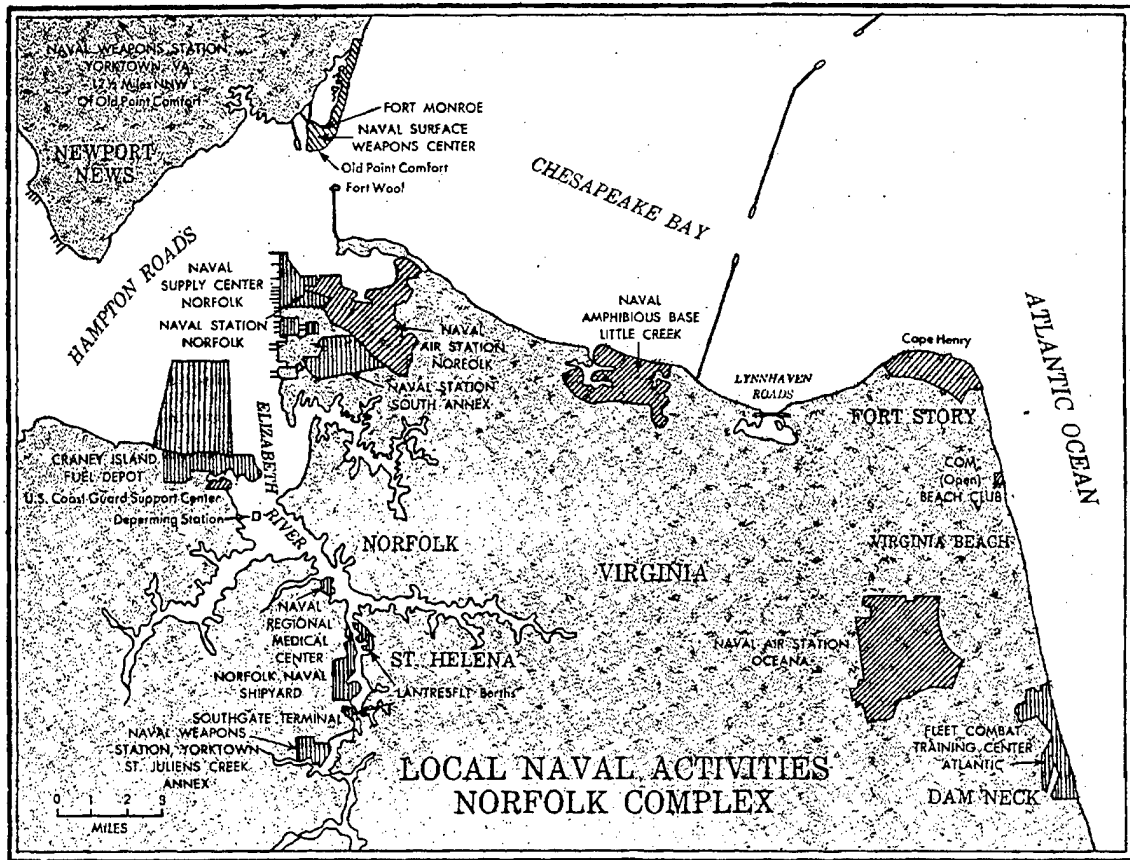 NAVAL WEAPONS STATION,
YORKTOWN VA
12½ Miles NNW
Of Old Point Comfort
NEWPORT
NEWS
FORT MONROE
NAVAL SURFACE
WEAPONS CENTER
Old Point Comfort
Fort Wool
CHESAPEAKE BAY
HAMPTON ROADS
NAVAL
SUPPLY CENTER
NORFOLK
NAVAL STATION
NORFOLK
NAVAL
AIR STATION
NORFOLK
NAVAL STATION
SOUTH ANNEX
NAVAL
AMPHIBIOUS BASE
LITTLE CREEK
LYNNHAVEN
ROADS
Cape Henry
FORT STORY
ATLANTIC OCEAN
COM.
(Open)
BEACH CLUB
VIRGINIA BEACH
ELIZABETH
RIVER
CRANEY ISLAND
FUEL DEPOT
U.S. Coast Guard Support Center
Deperming Station
NORFOLK
VIRGINIA
NAVAL
REGIONAL
MEDICAL
CENTER
NORFOLK NAVAL
SHIPYARD
ST. HELENA
LANTRESFLT Berths
SOUTHGATE TERMINAL
NAVAL WEAPONS
STATION, YORKTOWN
ST. JULIENS CREEK
ANNEX
NAVAL AIR STATION
OCEANA
FLEET COMBAT
TRAINING CENTER
ATLANTIC
DAM NECK
LOCAL NAVAL ACTIVITIES
NORFOLK COMPLEX
0 1 2 3
MILES